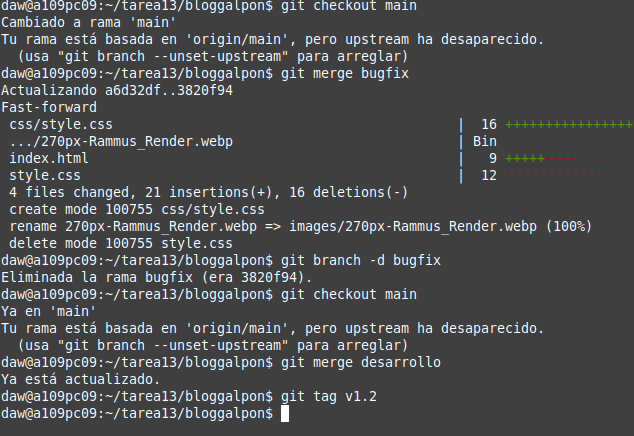 daw@a109pc09:~/tarea13/bloggalpon$ git checkout main
Cambiado a rama 'main'
Tu rama está basada en 'origin/main', pero upstream ha desaparecido.
  (usa "git branch --unset-upstream" para arreglar)
daw@a109pc09:~/tarea13/bloggalpon$ git merge bugfix
Actualizando a6d32df..3820f94
Fast-forward
 css/style.css                                            |  16 ++++++++++++++++
 .../270px-Rammus_Render.webp                             | Bin
 index.html                                               |   9 +++++----
 style.css                                                |  12 ------------
 4 files changed, 21 insertions(+), 16 deletions(-)
 create mode 100755 css/style.css
 rename 270px-Rammus_Render.webp => images/270px-Rammus_Render.webp (100%)
 delete mode 100755 style.css
daw@a109pc09:~/tarea13/bloggalpon$ git branch -d bugfix
Eliminada la rama bugfix (era 3820f94).
daw@a109pc09:~/tarea13/bloggalpon$ git checkout main
Ya en 'main'
Tu rama está basada en 'origin/main', pero upstream ha desaparecido.
  (usa "git branch --unset-upstream" para arreglar)
daw@a109pc09:~/tarea13/bloggalpon$ git merge desarrollo
Ya está actualizado.
daw@a109pc09:~/tarea13/bloggalpon$ git tag v1.2
daw@a109pc09:~/tarea13/bloggalpon$